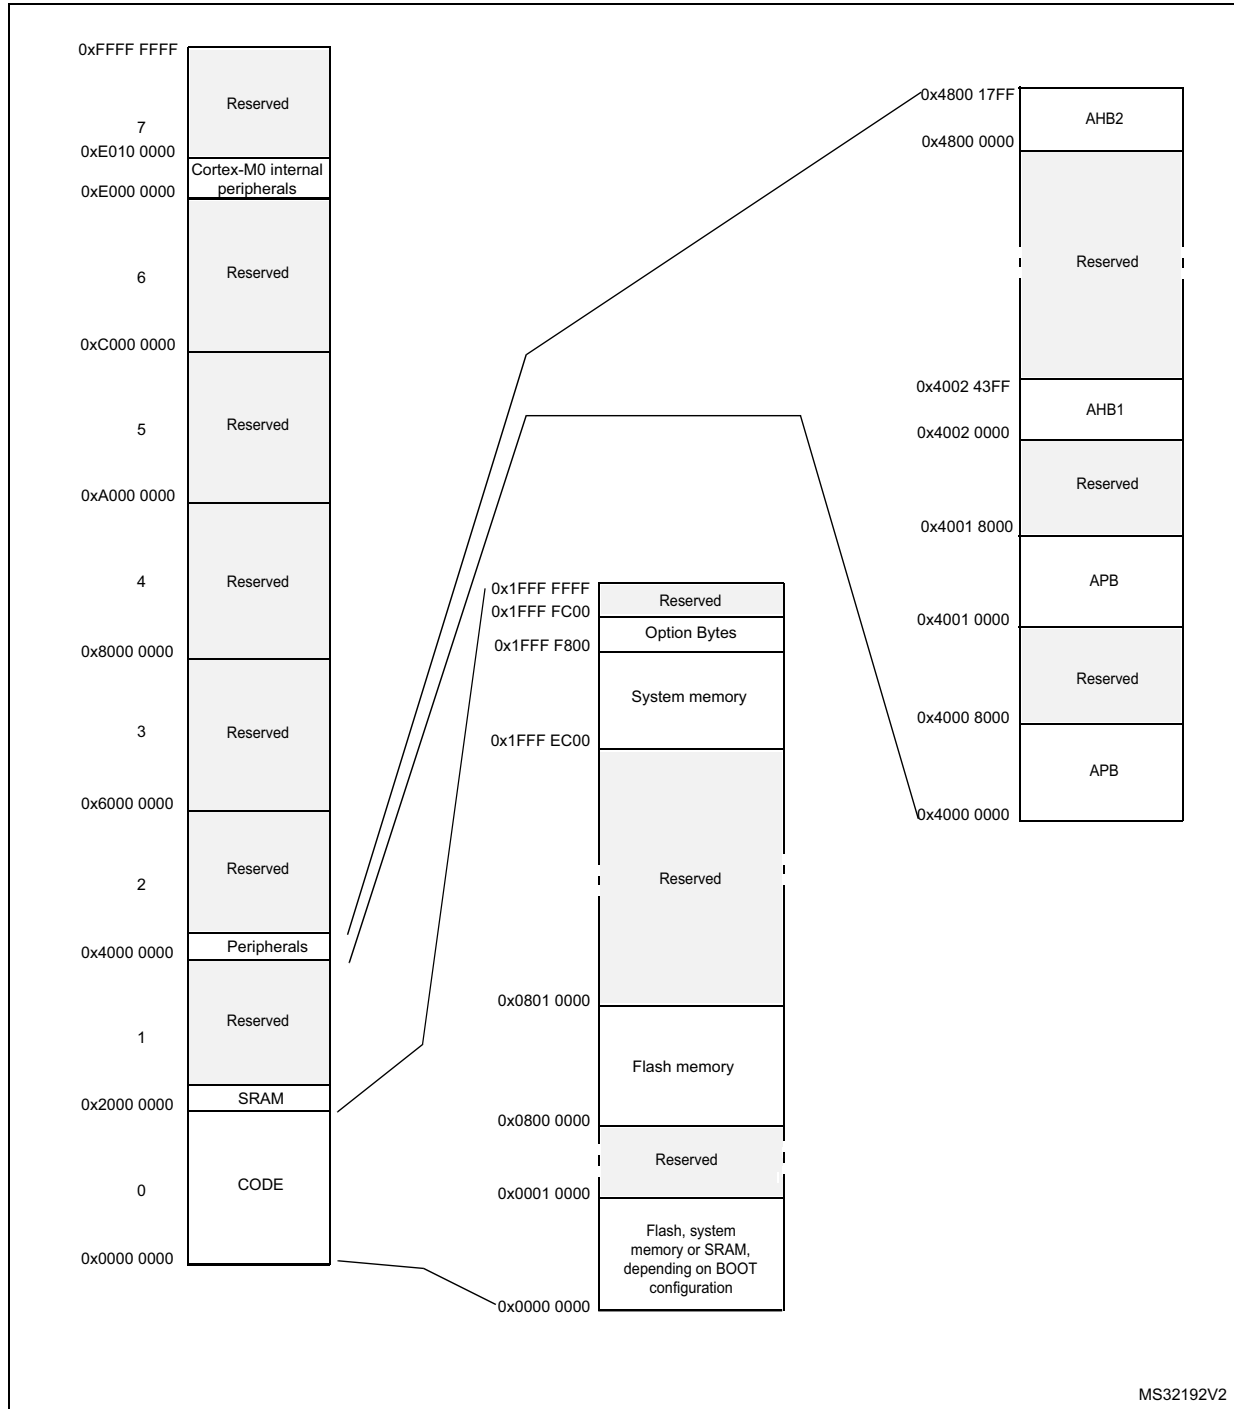 0xFFFF FFFF
Reserved
7
0xE010 0000
Cortex-M0 internal
peripherals
0xE000 0000
Reserved
6
0xC000 0000
Reserved
5
0xA000 0000
Reserved
4
0x8000 0000
Reserved
3
0x6000 0000
Reserved
2
Peripherals
0x4000 0000
Reserved
1
SRAM
0x2000 0000
CODE
0
0x0000 0000
0x1FFF FFFF
Reserved
0x1FFF FC00
Option Bytes
0x1FFF F800
System memory
0x1FFF EC00
Reserved
0x0801 0000
Flash memory
0x0800 0000
Reserved
0x0001 0000
Flash, system
memory or SRAM,
depending on BOOT
configuration
0x0000 0000
0x4800 17FF
AHB2
0x4800 0000
Reserved
0x4002 43FF
AHB1
0x4002 0000
Reserved
0x4001 8000
APB
0x4001 0000
Reserved
0x4000 8000
APB
0x4000 0000
MS32192V2